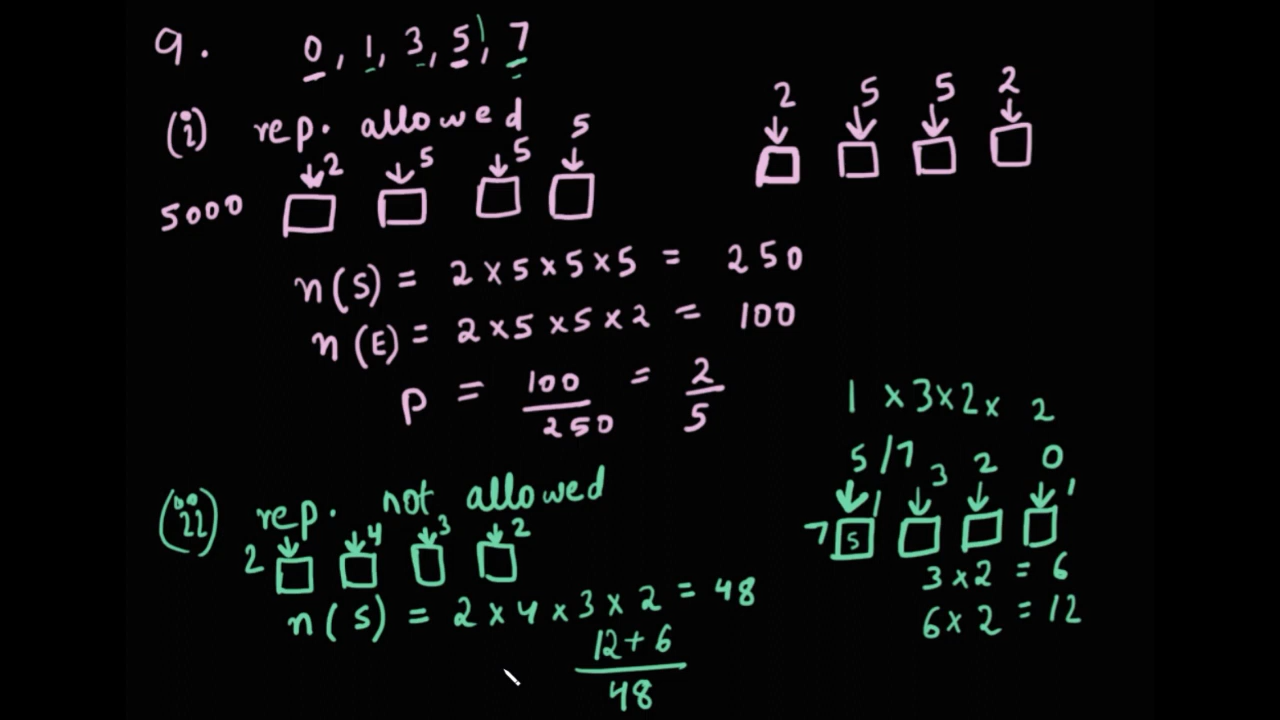 9. 0, 1, 3, 5, 7
(i) rep. allowed
2 5 5 5
2 5 5 2
5000
n(S) = 2 × 5 × 5 × 5 = 250
n(E) = 2 × 5 × 5 × 2 = 100
P = 100/250 = 2/5
(ii) rep. not allowed
2 4 3 2
n(S) = 2 × 4 × 3 × 2 = 48
12 + 6
48
1 × 3 × 2 × 2
5/7 3 2 0
1 1
7 5
3 × 2 = 6
6 × 2 = 12